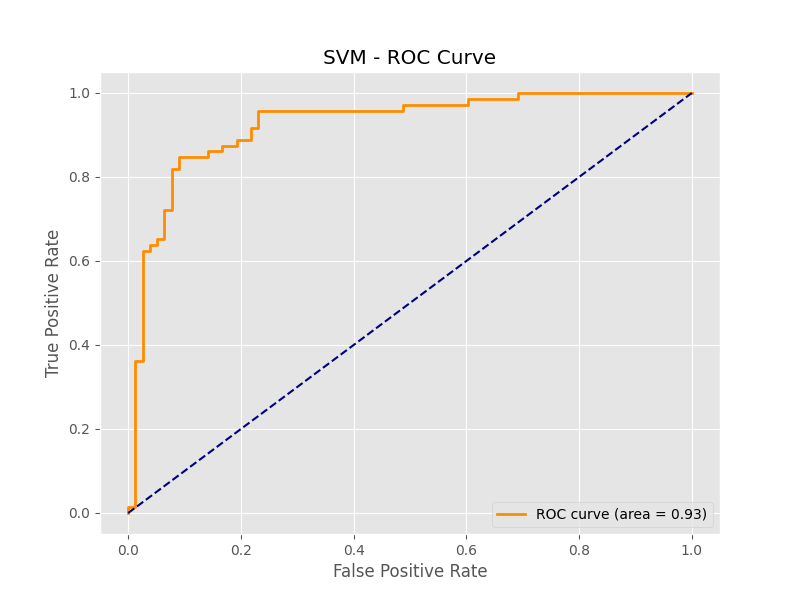 SVM - ROC Curve
1.0
0.8
0.6
0.4
0.2
0.0
True Positive Rate
ROC curve (area = 0.93)
0.0 0.2 0.4 0.6 0.8 1.0
False Positive Rate